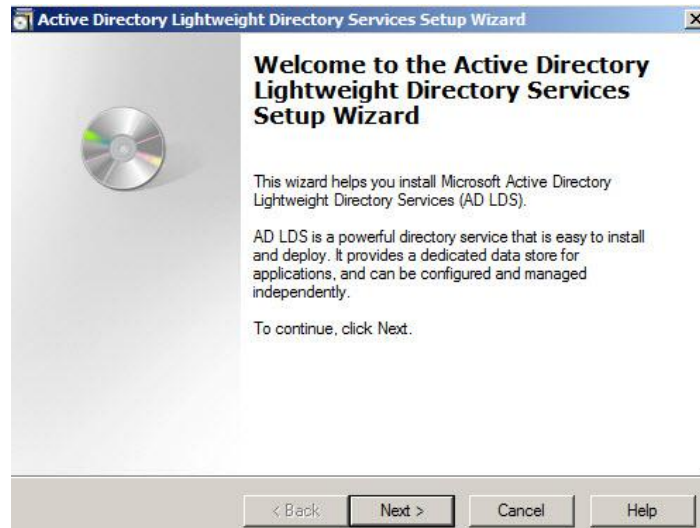 Active Directory Lightweight Directory Services Setup Wizard
Welcome to the Active Directory
Lightweight Directory Services
Setup Wizard
This wizard helps you install Microsoft Active Directory
Lightweight Directory Services (AD LDS).
AD LDS is a powerful directory service that is easy to install
and deploy. It provides a dedicated data store for
applications, and can be configured and managed
independently.
To continue, click Next.
< Back Next > Cancel Help